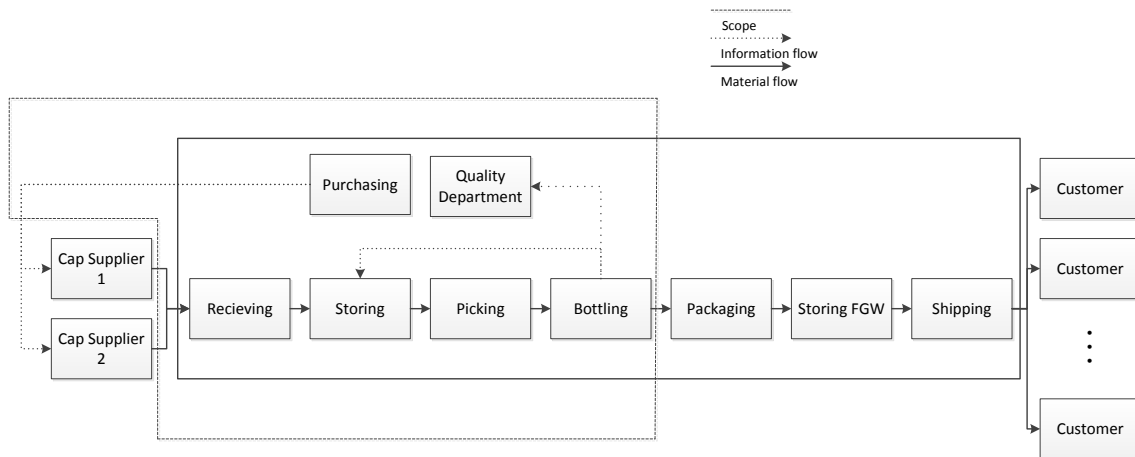 Scope
Information flow
Material flow
Purchasing
Quality
Department
Customer
Cap Supplier
1
Customer
Recieving
Storing
Picking
Bottling
Packaging
Storing FGW
Shipping
Cap Supplier
2
Customer